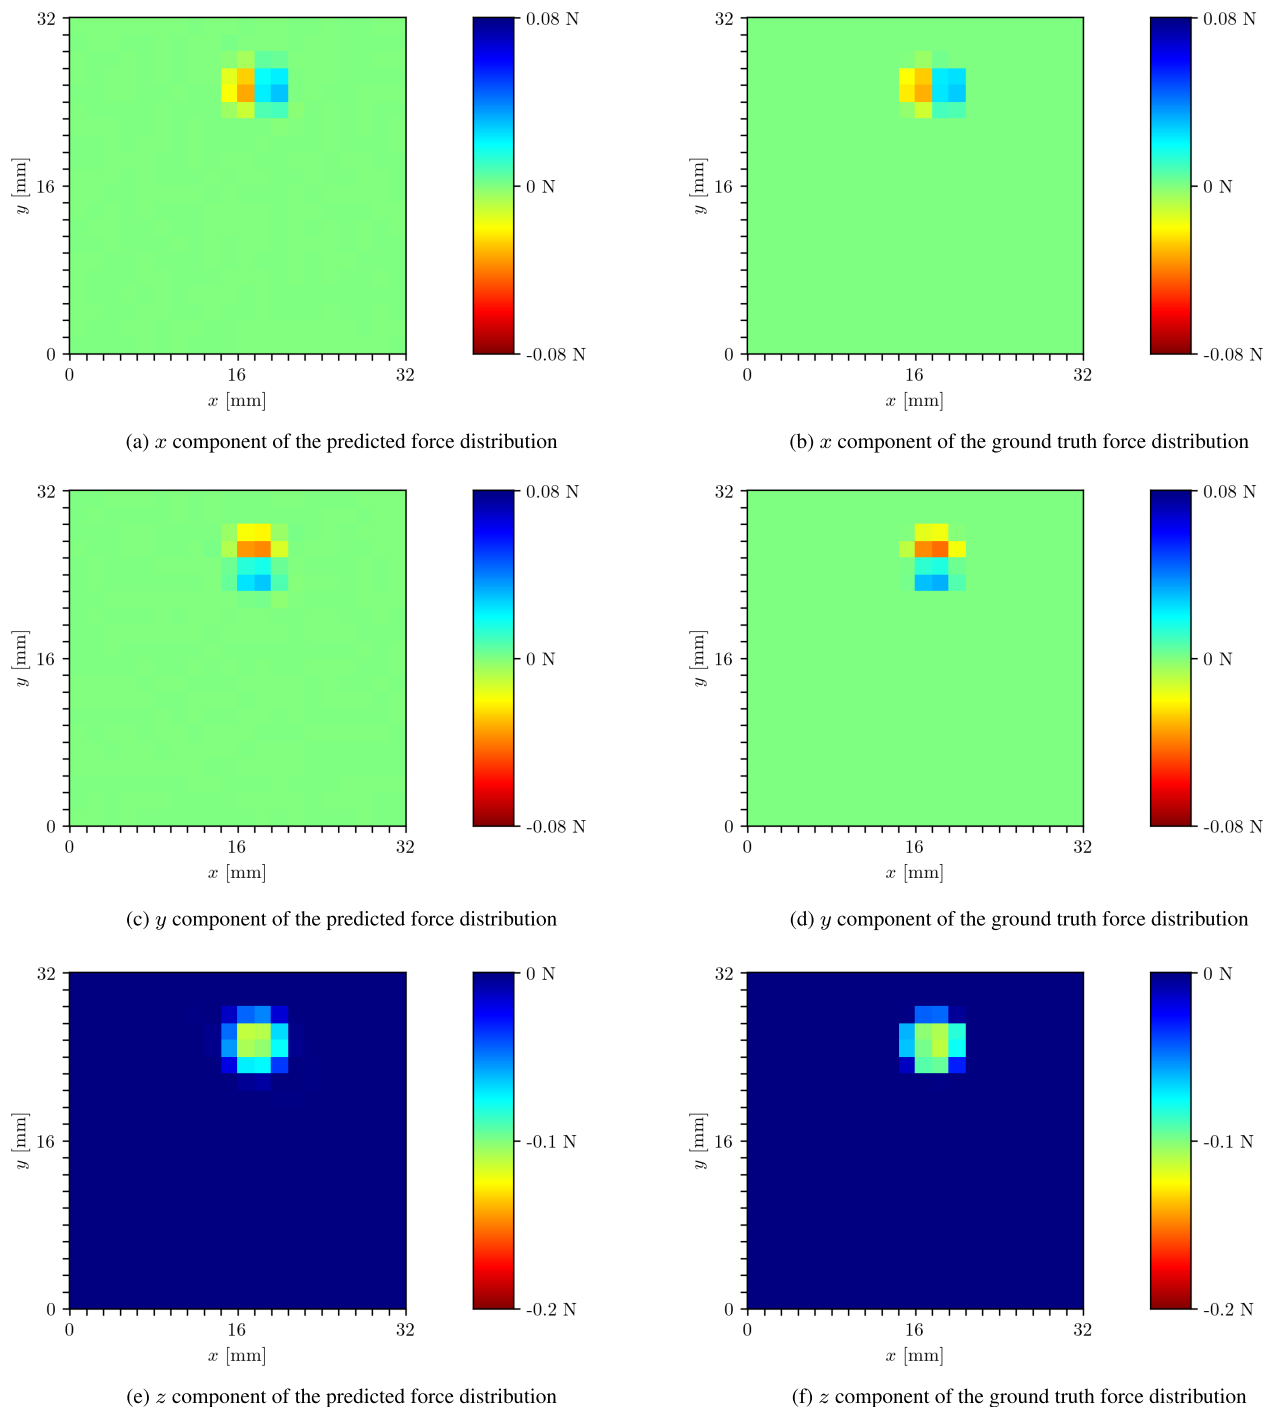 32
16
0
y [mm]
0
16
32
x [mm]
0.08 N
0 N
-0.08 N
(a) x component of the predicted force distribution
32
16
0
y [mm]
0
16
32
x [mm]
0.08 N
0 N
-0.08 N
(b) x component of the ground truth force distribution
32
16
0
y [mm]
0
16
32
x [mm]
0.08 N
0 N
-0.08 N
(c) y component of the predicted force distribution
32
16
0
y [mm]
0
16
32
x [mm]
0.08 N
0 N
-0.08 N
(d) y component of the ground truth force distribution
32
16
0
y [mm]
0
16
32
x [mm]
0 N
-0.1 N
-0.2 N
(e) z component of the predicted force distribution
32
16
0
y [mm]
0
16
32
x [mm]
0 N
-0.1 N
-0.2 N
(f) z component of the ground truth force distribution